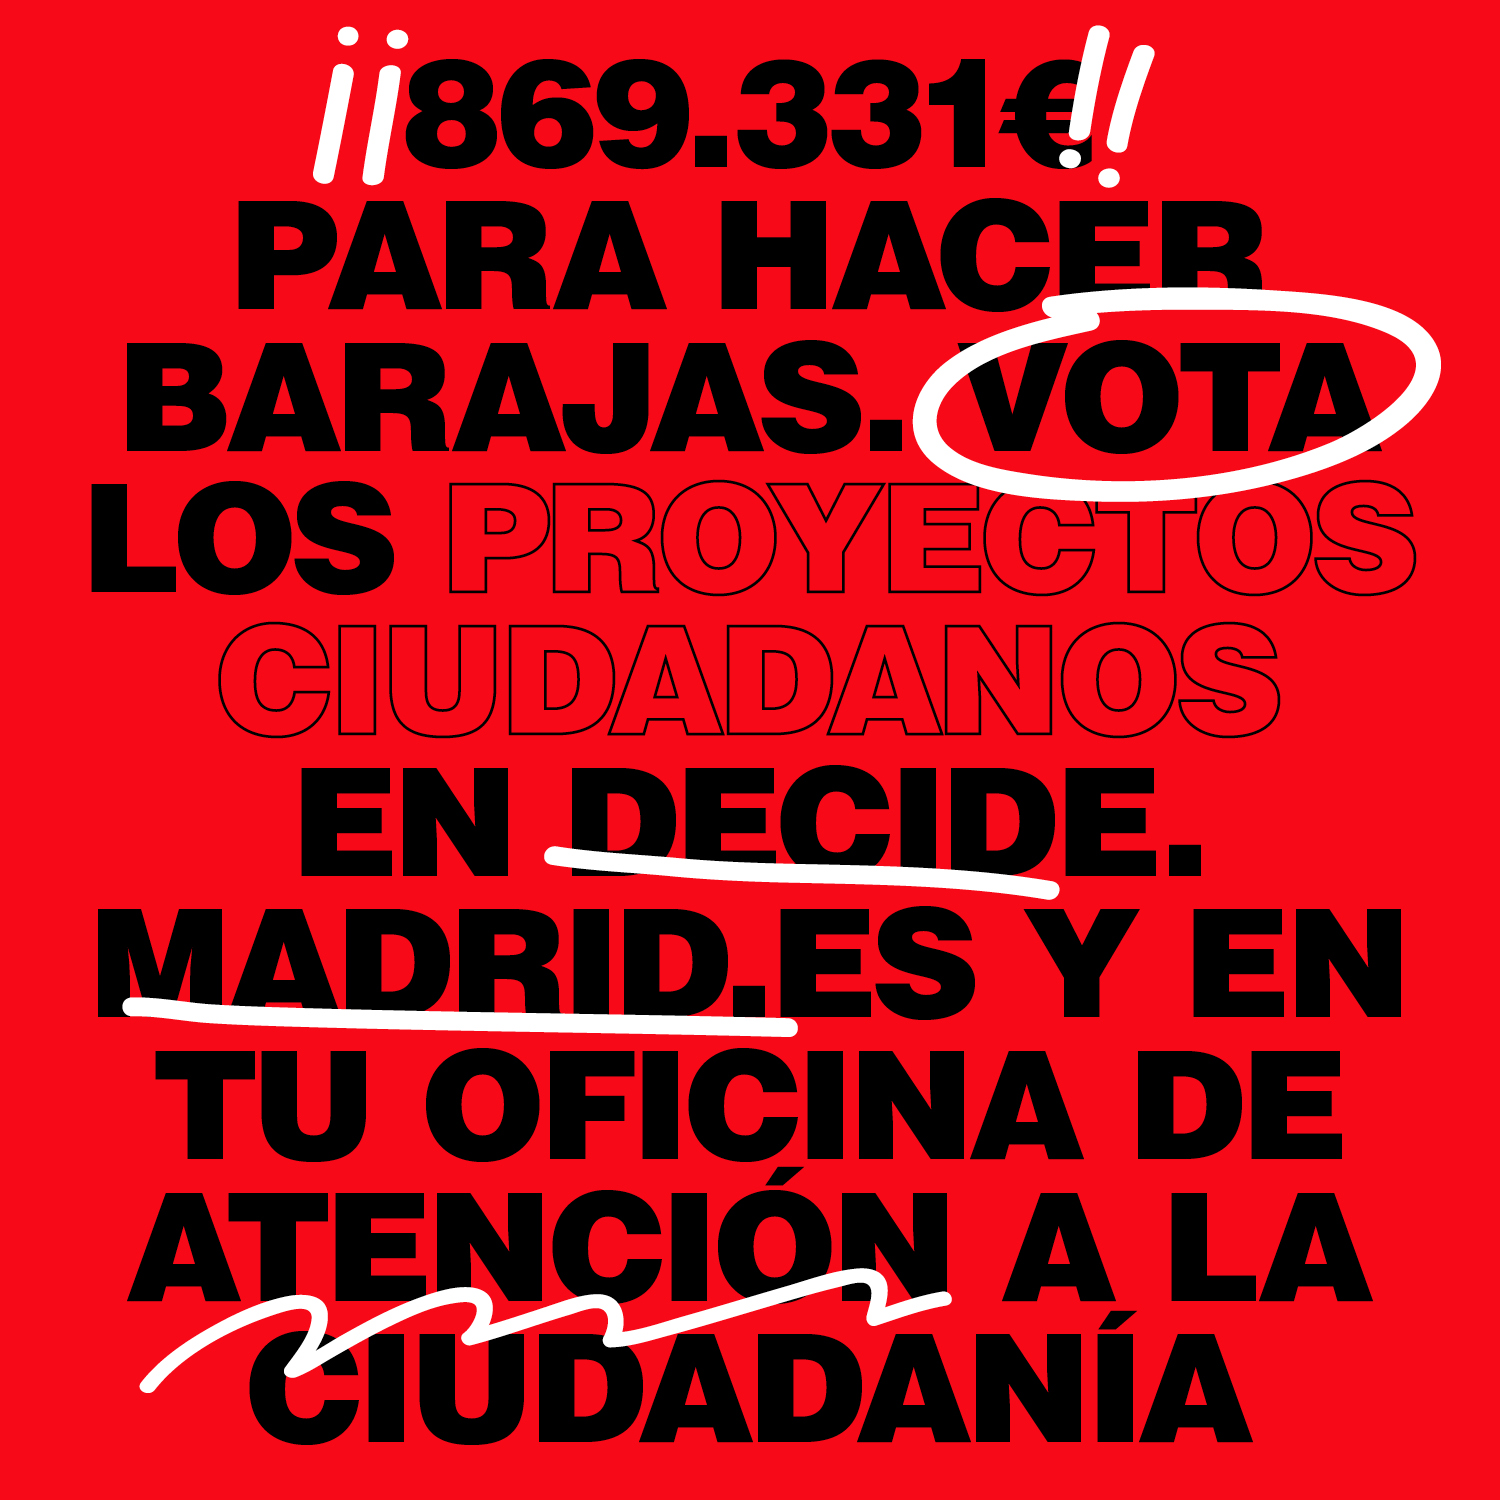 ¡¡869.331€!!
PARA HACER
BARAJAS. VOTA
LOS PROYECTOS
CIUDADANOS
EN DECIDE.
MADRID.ES Y EN
TU OFICINA DE
ATENCIÓN A LA
CIUDADANÍA